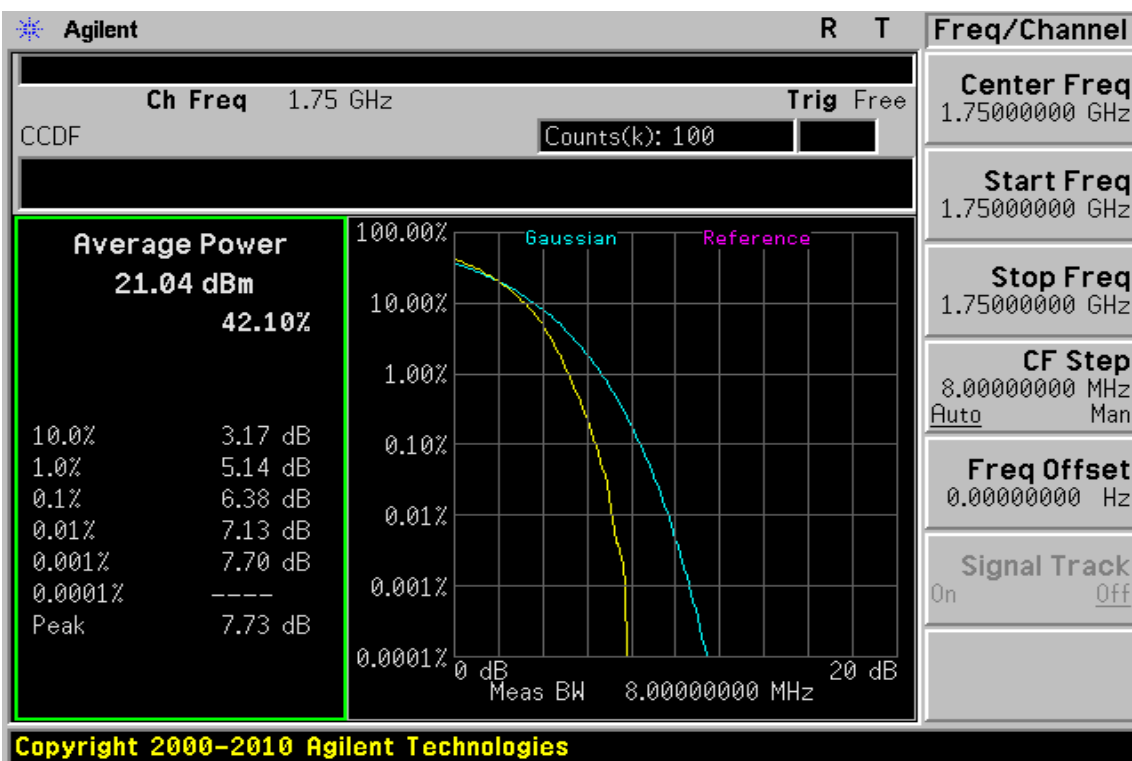 Agilent R T
Ch Freq 1.75 GHz Trig Free
CCDF Counts(k): 100
Average Power
21.04 dBm
42.10%
10.0% 3.17 dB
1.0% 5.14 dB
0.1% 6.38 dB
0.01% 7.13 dB
0.001% 7.70 dB
0.0001% ----
Peak 7.73 dB
Gaussian Reference
100.00%
10.00%
1.00%
0.10%
0.01%
0.001%
0.0001%
0 dB 20 dB
Meas BW 8.00000000 MHz
Freq/Channel
Center Freq
1.75000000 GHz
Start Freq
1.75000000 GHz
Stop Freq
1.75000000 GHz
CF Step
8.00000000 MHz
Auto Man
Freq Offset
0.00000000 Hz
Signal Track
On Off
Copyright 2000-2010 Agilent Technologies